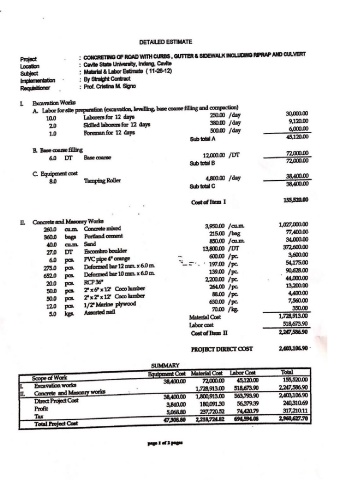 DETAILED ESTIMATE
Project : CONCRETING OF ROAD WITH CURBS, GUTTER & SIDEWALK INCLUDING RIPRAP AND CULVERT
Location : Cavite State University, Indang, Cavite
Subject : Material & Labor Estimate (11-28-12)
Implementation : By Straight Contract
Requisitioner : Prof. Cristina M. Signo
I. Excavation Works
A. Labor for site preparation (excavation, levelling, base course filling and compaction)
10.0 Laborers for 12 days 250.00 /day 30,000.00
2.0 Skilled laborers for 12 days 380.00 /day 9,120.00
1.0 Foreman for 12 days 500.00 /day 6,000.00
Sub total A 45,120.00
B. Base course filling
6.0 DT Base course 12,000.00 /DT 72,000.00
Sub total B 72,000.00
C. Equipment cost
8.0 Tamping Roller 4,800.00 /day 38,400.00
Sub total C 38,400.00
Cost of Item I 155,520.00
II. Concrete and Masonry Works
260.0 cu.m. Concrete mixed 3,950.00 /cu.m. 1,027,000.00
360.0 bags Portland cement 215.00 /bag 77,400.00
40.0 cu.m. Sand 850.00 /cu.m. 34,000.00
27.0 DT Escombro boulder 13,800.00 /DT 372,600.00
6.0 pcs. PVC pipe 6" orange 600.00 /pc. 3,600.00
275.0 pcs. Deformed bar 12 mm. x 6.0 m. 197.00 /pc. 54,175.00
652.0 pcs. Deformed bar 10 mm. x 6.0 m. 139.00 /pc. 90,628.00
20.0 pcs. RCP 36" 2,200.00 /pc. 44,000.00
50.0 pcs. 2" x 6" x 12' Coco lumber 264.00 /pc. 13,200.00
50.0 pcs. 2" x 2" x 12' Coco lumber 88.00 /pc. 4,400.00
12.0 pcs. 1/2" Marine plywood 630.00 /pc. 7,560.00
5.0 kgs. Assorted nail 70.00 /kg. 350.00
Material Cost 1,728,913.00
Labor cost 518,673.90
Cost of Item II 2,247,586.90
PROJECT DIRECT COST 2,403,106.90
SUMMARY
Scope of Work Equipment Cost Material Cost Labor Cost Total
I. Excavation works 38,400.00 72,000.00 45,120.00 155,520.00
II. Concrete and Masonry works 1,728,913.00 518,673.90 2,247,586.90
Direct Project Cost 38,400.00 1,800,913.00 563,793.90 2,403,106.90
Profit 3,840.00 180,091.30 56,379.39 240,310.69
Tax 5,068.80 237,720.52 74,420.79 317,210.11
Total Project Cost 47,308.80 2,218,724.82 694,594.08 2,960,627.70
page 1 of 2 pages